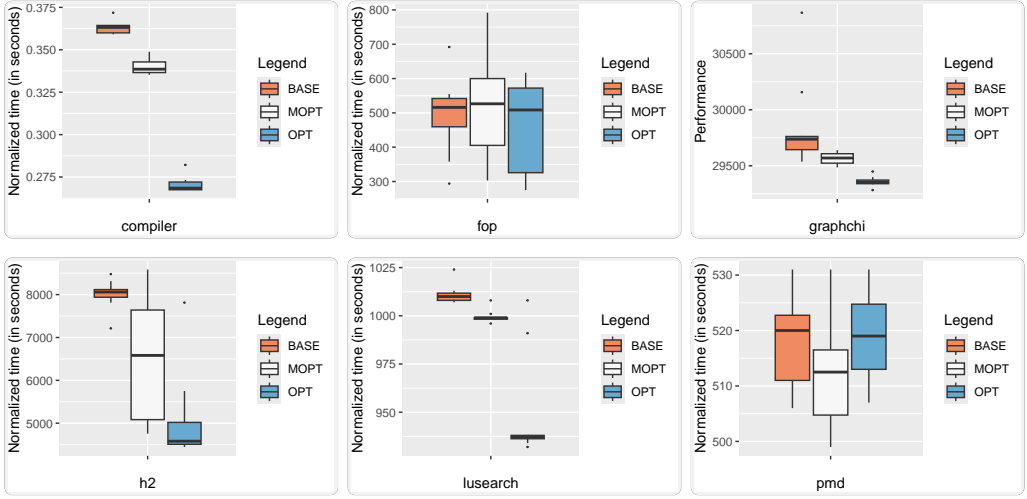 Normalized time (in seconds)
0.375
0.350
0.325
0.300
0.275
compiler
Legend
BASE
MOPT
OPT
Normalized time (in seconds)
800
700
600
500
400
300
fop
Legend
BASE
MOPT
OPT
Performance
30500
30000
29500
graphchi
Legend
BASE
MOPT
OPT
Normalized time (in seconds)
8000
7000
6000
5000
h2
Legend
BASE
MOPT
OPT
Normalized time (in seconds)
1025
1000
975
950
lusearch
Legend
BASE
MOPT
OPT
Normalized time (in seconds)
530
520
510
500
pmd
Legend
BASE
MOPT
OPT